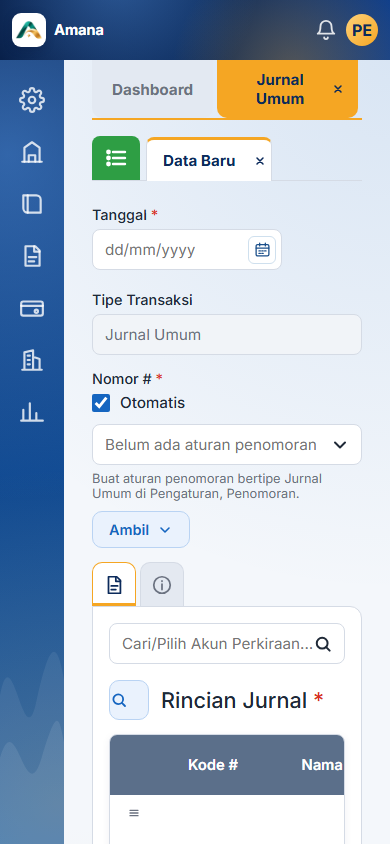 Amana
PE
Dashboard
Jurnal
Umum
Data Baru
Tanggal *
dd/mm/yyyy
Tipe Transaksi
Jurnal Umum
Nomor # *
Otomatis
Belum ada aturan penomoran
Buat aturan penomoran bertipe Jurnal
Umum di Pengaturan, Penomoran.
Ambil
Cari/Pilih Akun Perkiraan...
Rincian Jurnal *
Kode #
Nama